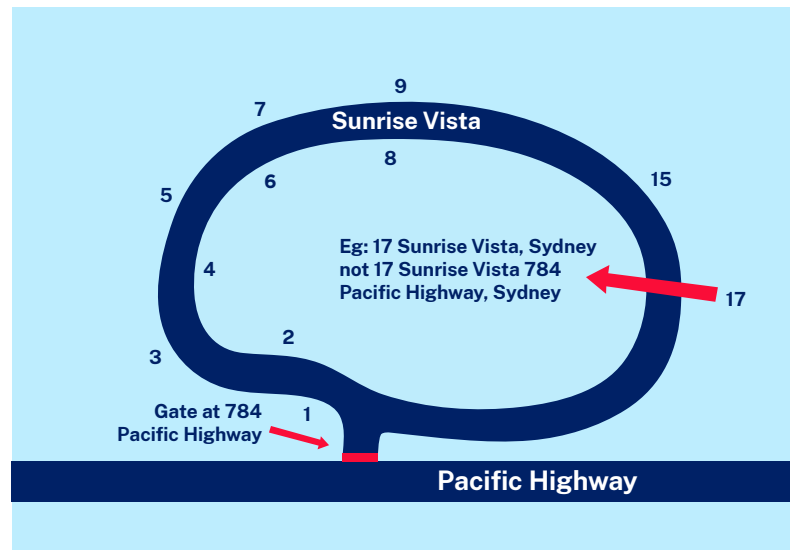 9
7
Sunrise Vista
8
15
6
5
Eg: 17 Sunrise Vista, Sydney
not 17 Sunrise Vista 784
Pacific Highway, Sydney
4
17
2
3
Gate at 784
Pacific Highway
1
Pacific Highway